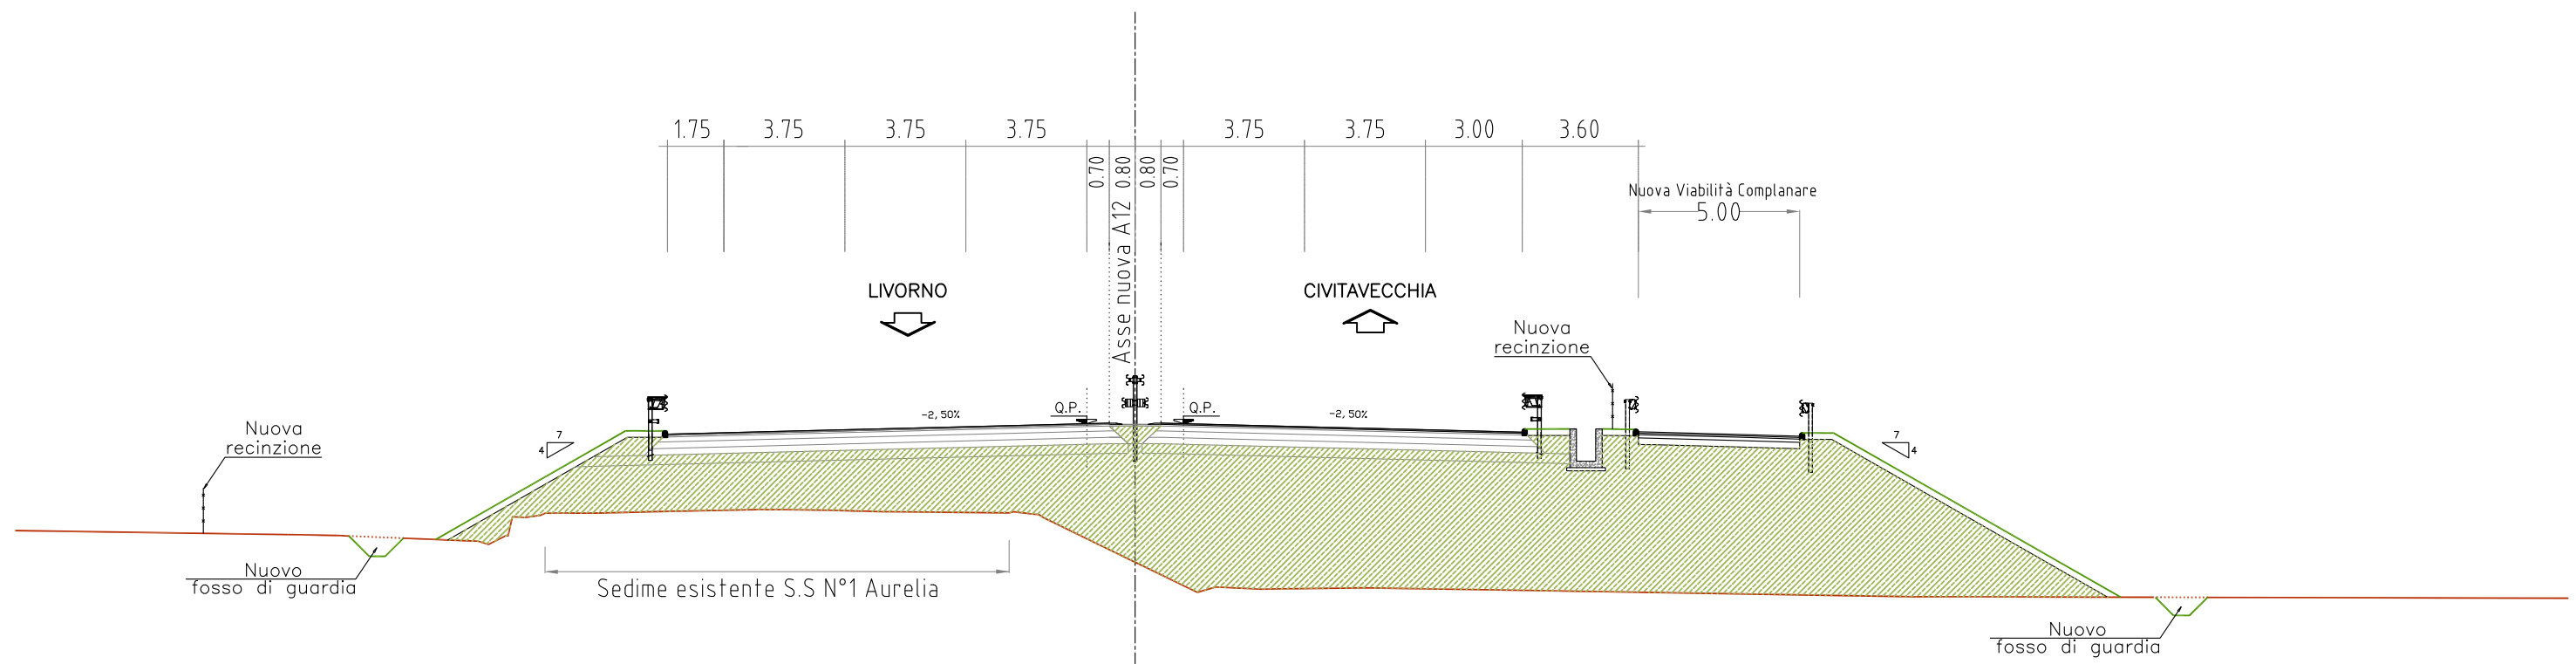 1.75 3.75 3.75 3.75 3.75 3.75 3.00 3.60
0.70 0.80 0.80 0.70
Nuova Viabilità Complanare
5.00
Asse nuova A12
LIVORNO
CIVITAVECCHIA
Nuova
recinzione
Q.P.
Q.P.
-2,50%
-2,50%
Nuova
recinzione
7
4
7
4
Nuovo
fosso di guardia
Sedime esistente S.S N°1 Aurelia
Nuovo
fosso di guardia